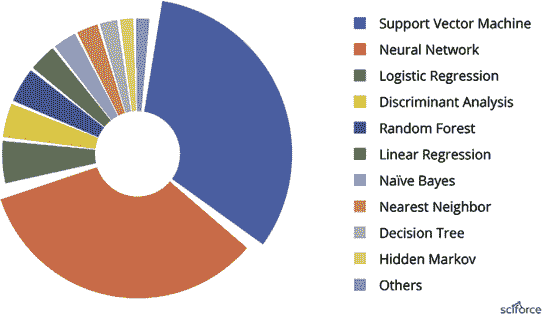 Support Vector Machine
Neural Network
Logistic Regression
Discriminant Analysis
Random Forest
Linear Regression
Naïve Bayes
Nearest Neighbor
Decision Tree
Hidden Markov
Others
sciforce